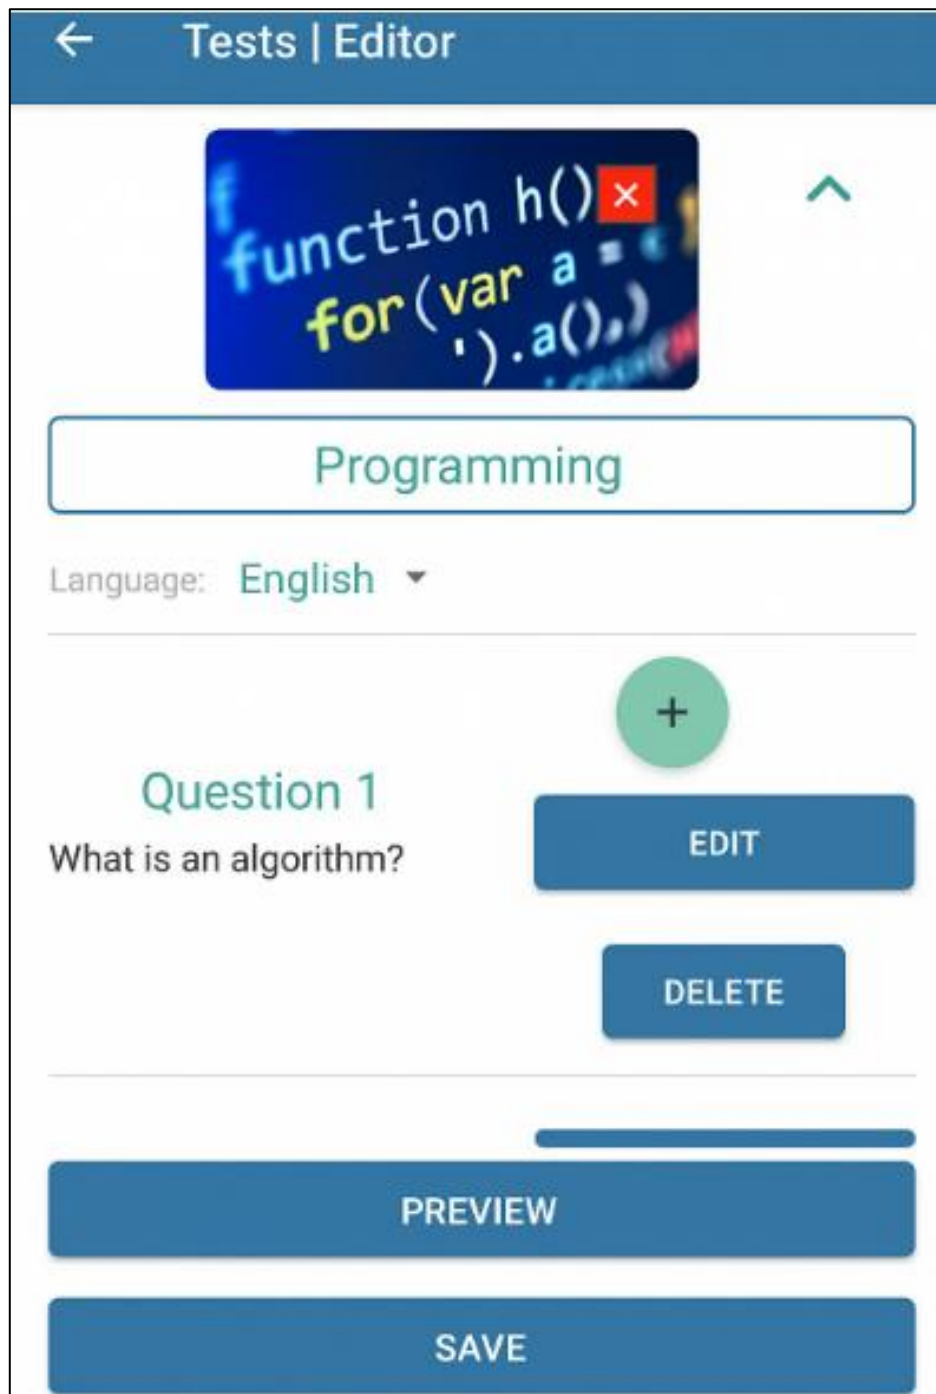 Tests | Editor
function h()
for(var a =
').a(),)
Programming
Language: English
+
Question 1
What is an algorithm?
EDIT
DELETE
PREVIEW
SAVE